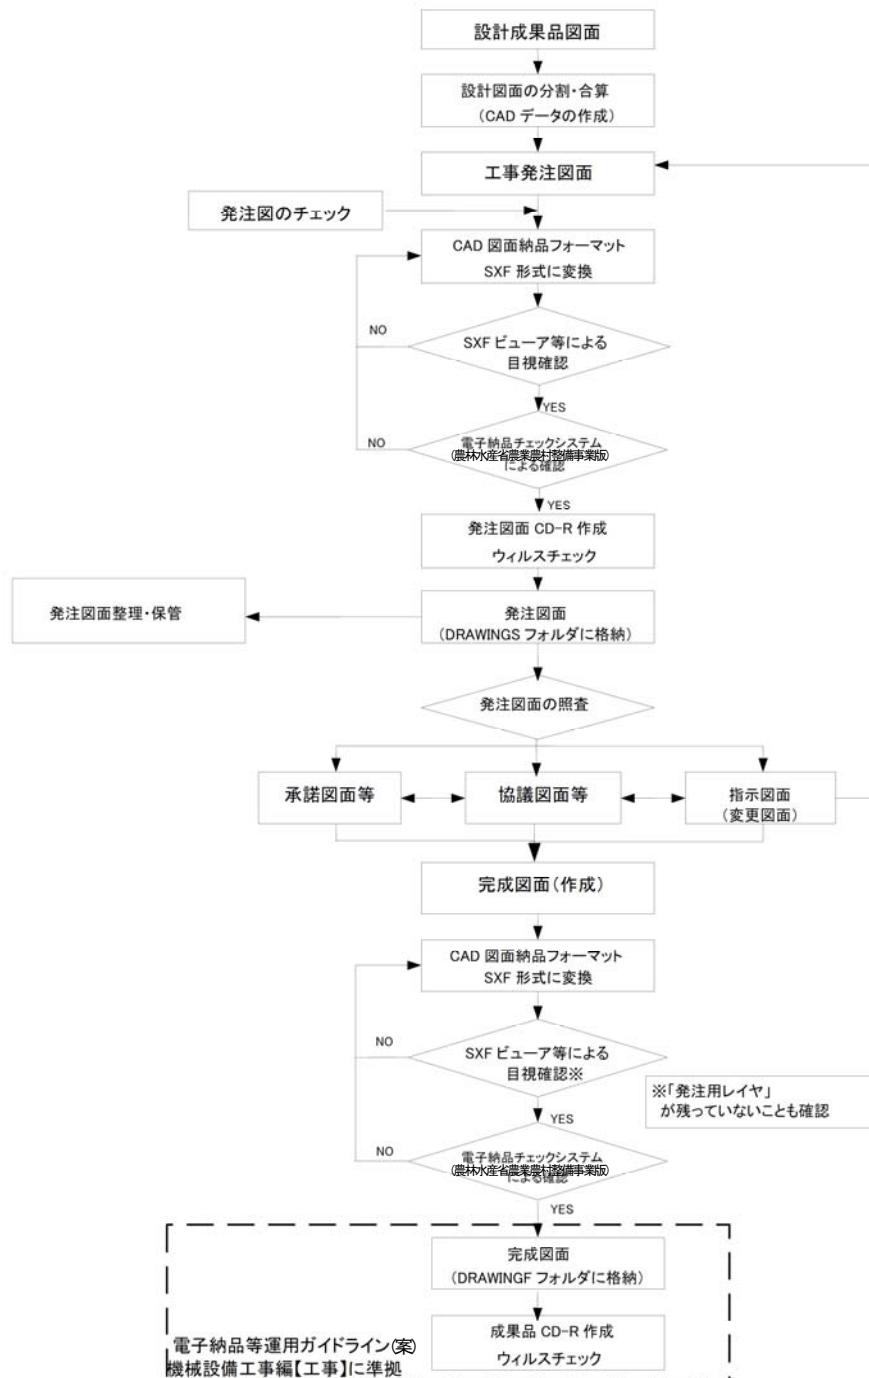 設計成果品図面
設計図面の分割・合算
(CAD データの作成)
工事発注図面
発注図のチェック
CAD 図面納品フォーマット
SXF 形式に変換
NO
SXF ビューア等による
目視確認
YES
NO
電子納品チェックシステム
(農林水産省農業農村整備事業版)
による確認
YES
発注図面 CD-R 作成
ウィルスチェック
発注図面整理・保管
発注図面
(DRAWINGS フォルダに格納)
発注図面の照査
承諾図面等
協議図面等
指示図面
(変更図面)
完成図面(作成)
CAD 図面納品フォーマット
SXF 形式に変換
NO
SXF ビューア等による
目視確認※
※「発注用レイヤ」
が残っていないことも確認
YES
NO
電子納品チェックシステム
(農林水産省農業農村整備事業版)
による確認
YES
完成図面
(DRAWINGF フォルダに格納)
成果品 CD-R 作成
ウィルスチェック
電子納品等運用ガイドライン(案)
機械設備工事編【工事】に準拠